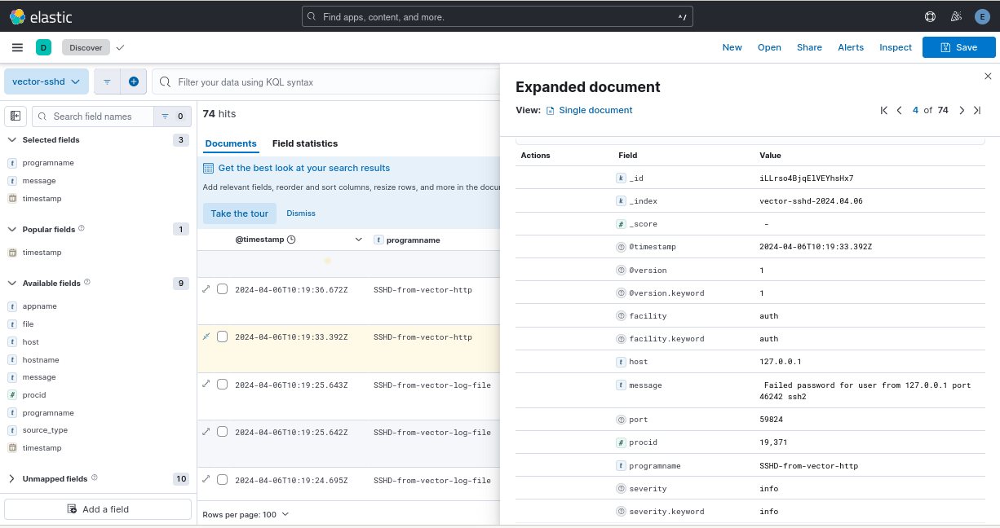 elastic
Find apps, content, and more.
^/
E
D
Discover
New
Open
Share
Alerts
Inspect
Save
vector-sshd
Filter your data using KQL syntax
Search field names
0
Selected fields
3
programname
message
timestamp
Popular fields
1
timestamp
Available fields
9
appname
file
host
hostname
message
procid
programname
source_type
timestamp
Unmapped fields
10
Add a field
74 hits
Documents
Field statistics
Get the best look at your search results
Add relevant fields, reorder and sort columns, resize rows, and more in the docu
Take the tour
Dismiss
@timestamp
programname
2024-04-06T10:19:36.672Z SSHD-from-vector-http
2024-04-06T10:19:33.392Z SSHD-from-vector-http
2024-04-06T10:19:25.643Z SSHD-from-vector-log-file
2024-04-06T10:19:25.642Z SSHD-from-vector-log-file
2024-04-06T10:19:24.695Z SSHD-from-vector-log-file
Rows per page: 100
Expanded document
View: Single document
4 of 74
Actions Field Value
k _id iLLrso4BjqE1VEYhsHx7
k _index vector-sshd-2024.04.06
# _score -
@timestamp 2024-04-06T10:19:33.392Z
@version 1
@version.keyword 1
facility auth
facility.keyword auth
t host 127.0.0.1
t message Failed password for user from 127.0.0.1 port
46242 ssh2
port 59824
# procid 19,371
t programname SSHD-from-vector-http
severity info
severity.keyword info